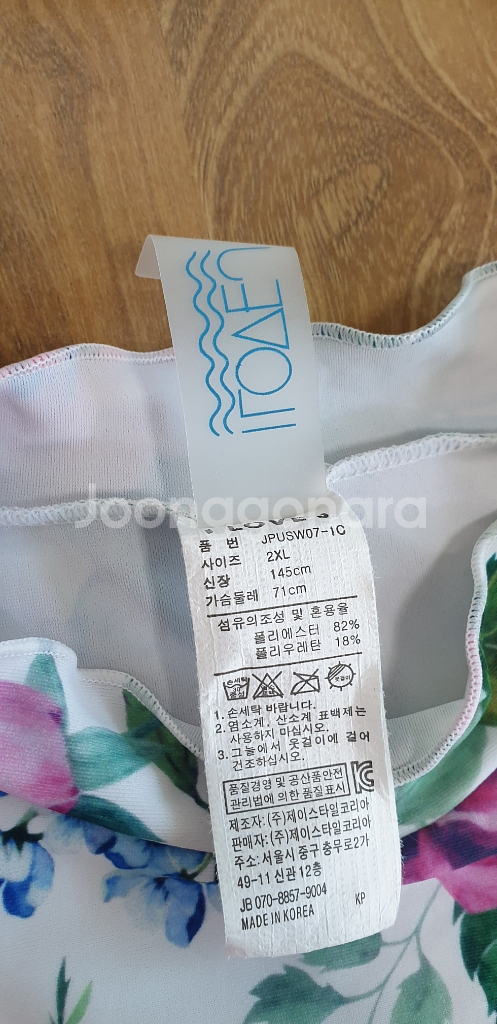 Joonggonara
품 번 JPUSW07-1C
사이즈 2XL
신장 145cm
가슴둘레 71cm
섬유의조성 및 혼용율
폴리에스터 82%
폴리우레탄 18%
1. 손세탁 바랍니다.
2. 염소계, 산소계 표백제는
사용하지 마십시오.
3. 그늘에서 옷걸이에 걸어
건조하십시오.
품질경영 및 공산품안전
관리법에 의한 품질표시
제조자: (주)제이스타일코리아
판매자: (주)제이스타일코리아
주소: 서울시 중구 충무로2가
49-11 신관 12층
JB 070-8857-9004
MADE IN KOREA KP